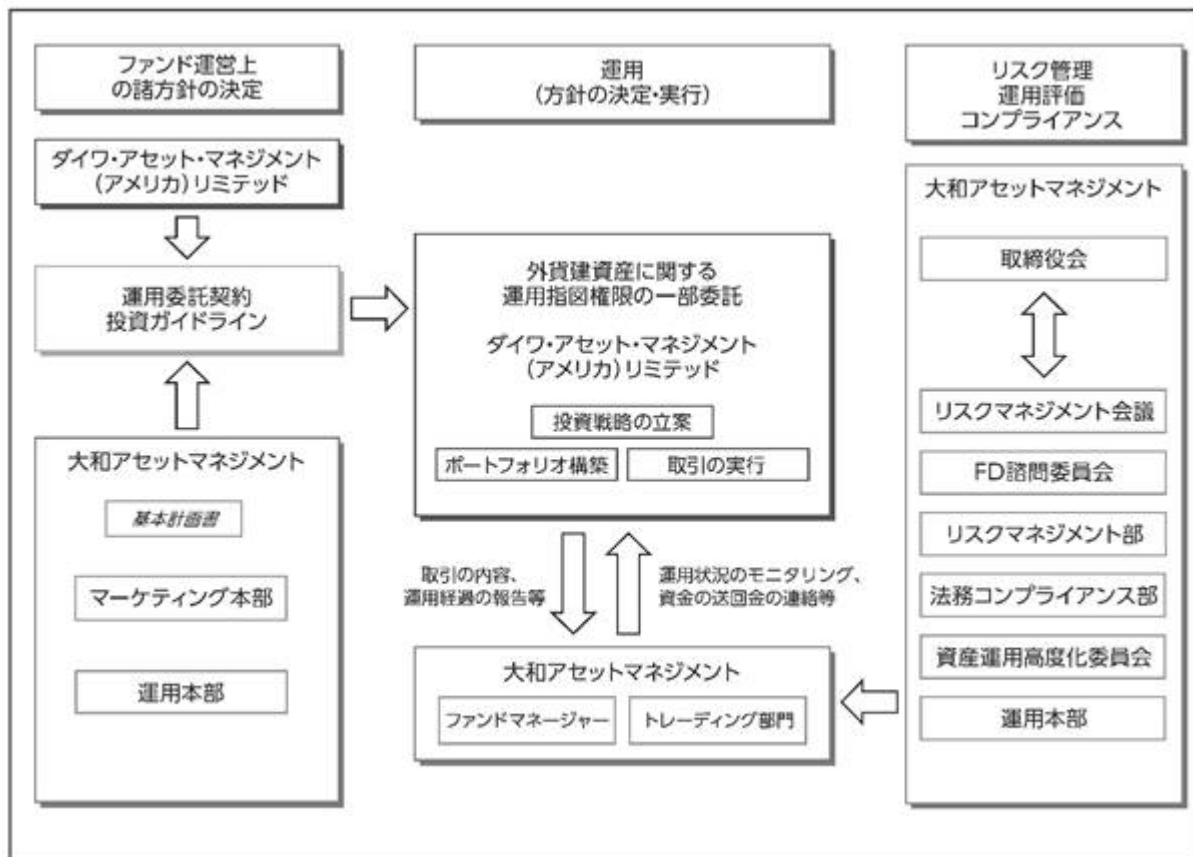 ファンド運営上
の諸方針の決定
ダイワ・アセット・マネジメント
(アメリカ)リミテッド
運用委託契約
投資ガイドライン
大和アセットマネジメント
基本計画書
マーケティング本部
運用本部
運用
(方針の決定・実行)
外貨建資産に関する
運用指図権限の一部委託
ダイワ・アセット・マネジメント
(アメリカ)リミテッド
投資戦略の立案
ポートフォリオ構築
取引の実行
取引の内容、
運用経過の報告等
運用状況のモニタリング、
資金の送回金の連絡等
大和アセットマネジメント
ファンドマネージャー
トレーディング部門
リスク管理
運用評価
コンプライアンス
大和アセットマネジメント
取締役会
リスクマネジメント会議
FD諮問委員会
リスクマネジメント部
法務コンプライアンス部
資産運用高度化委員会
運用本部